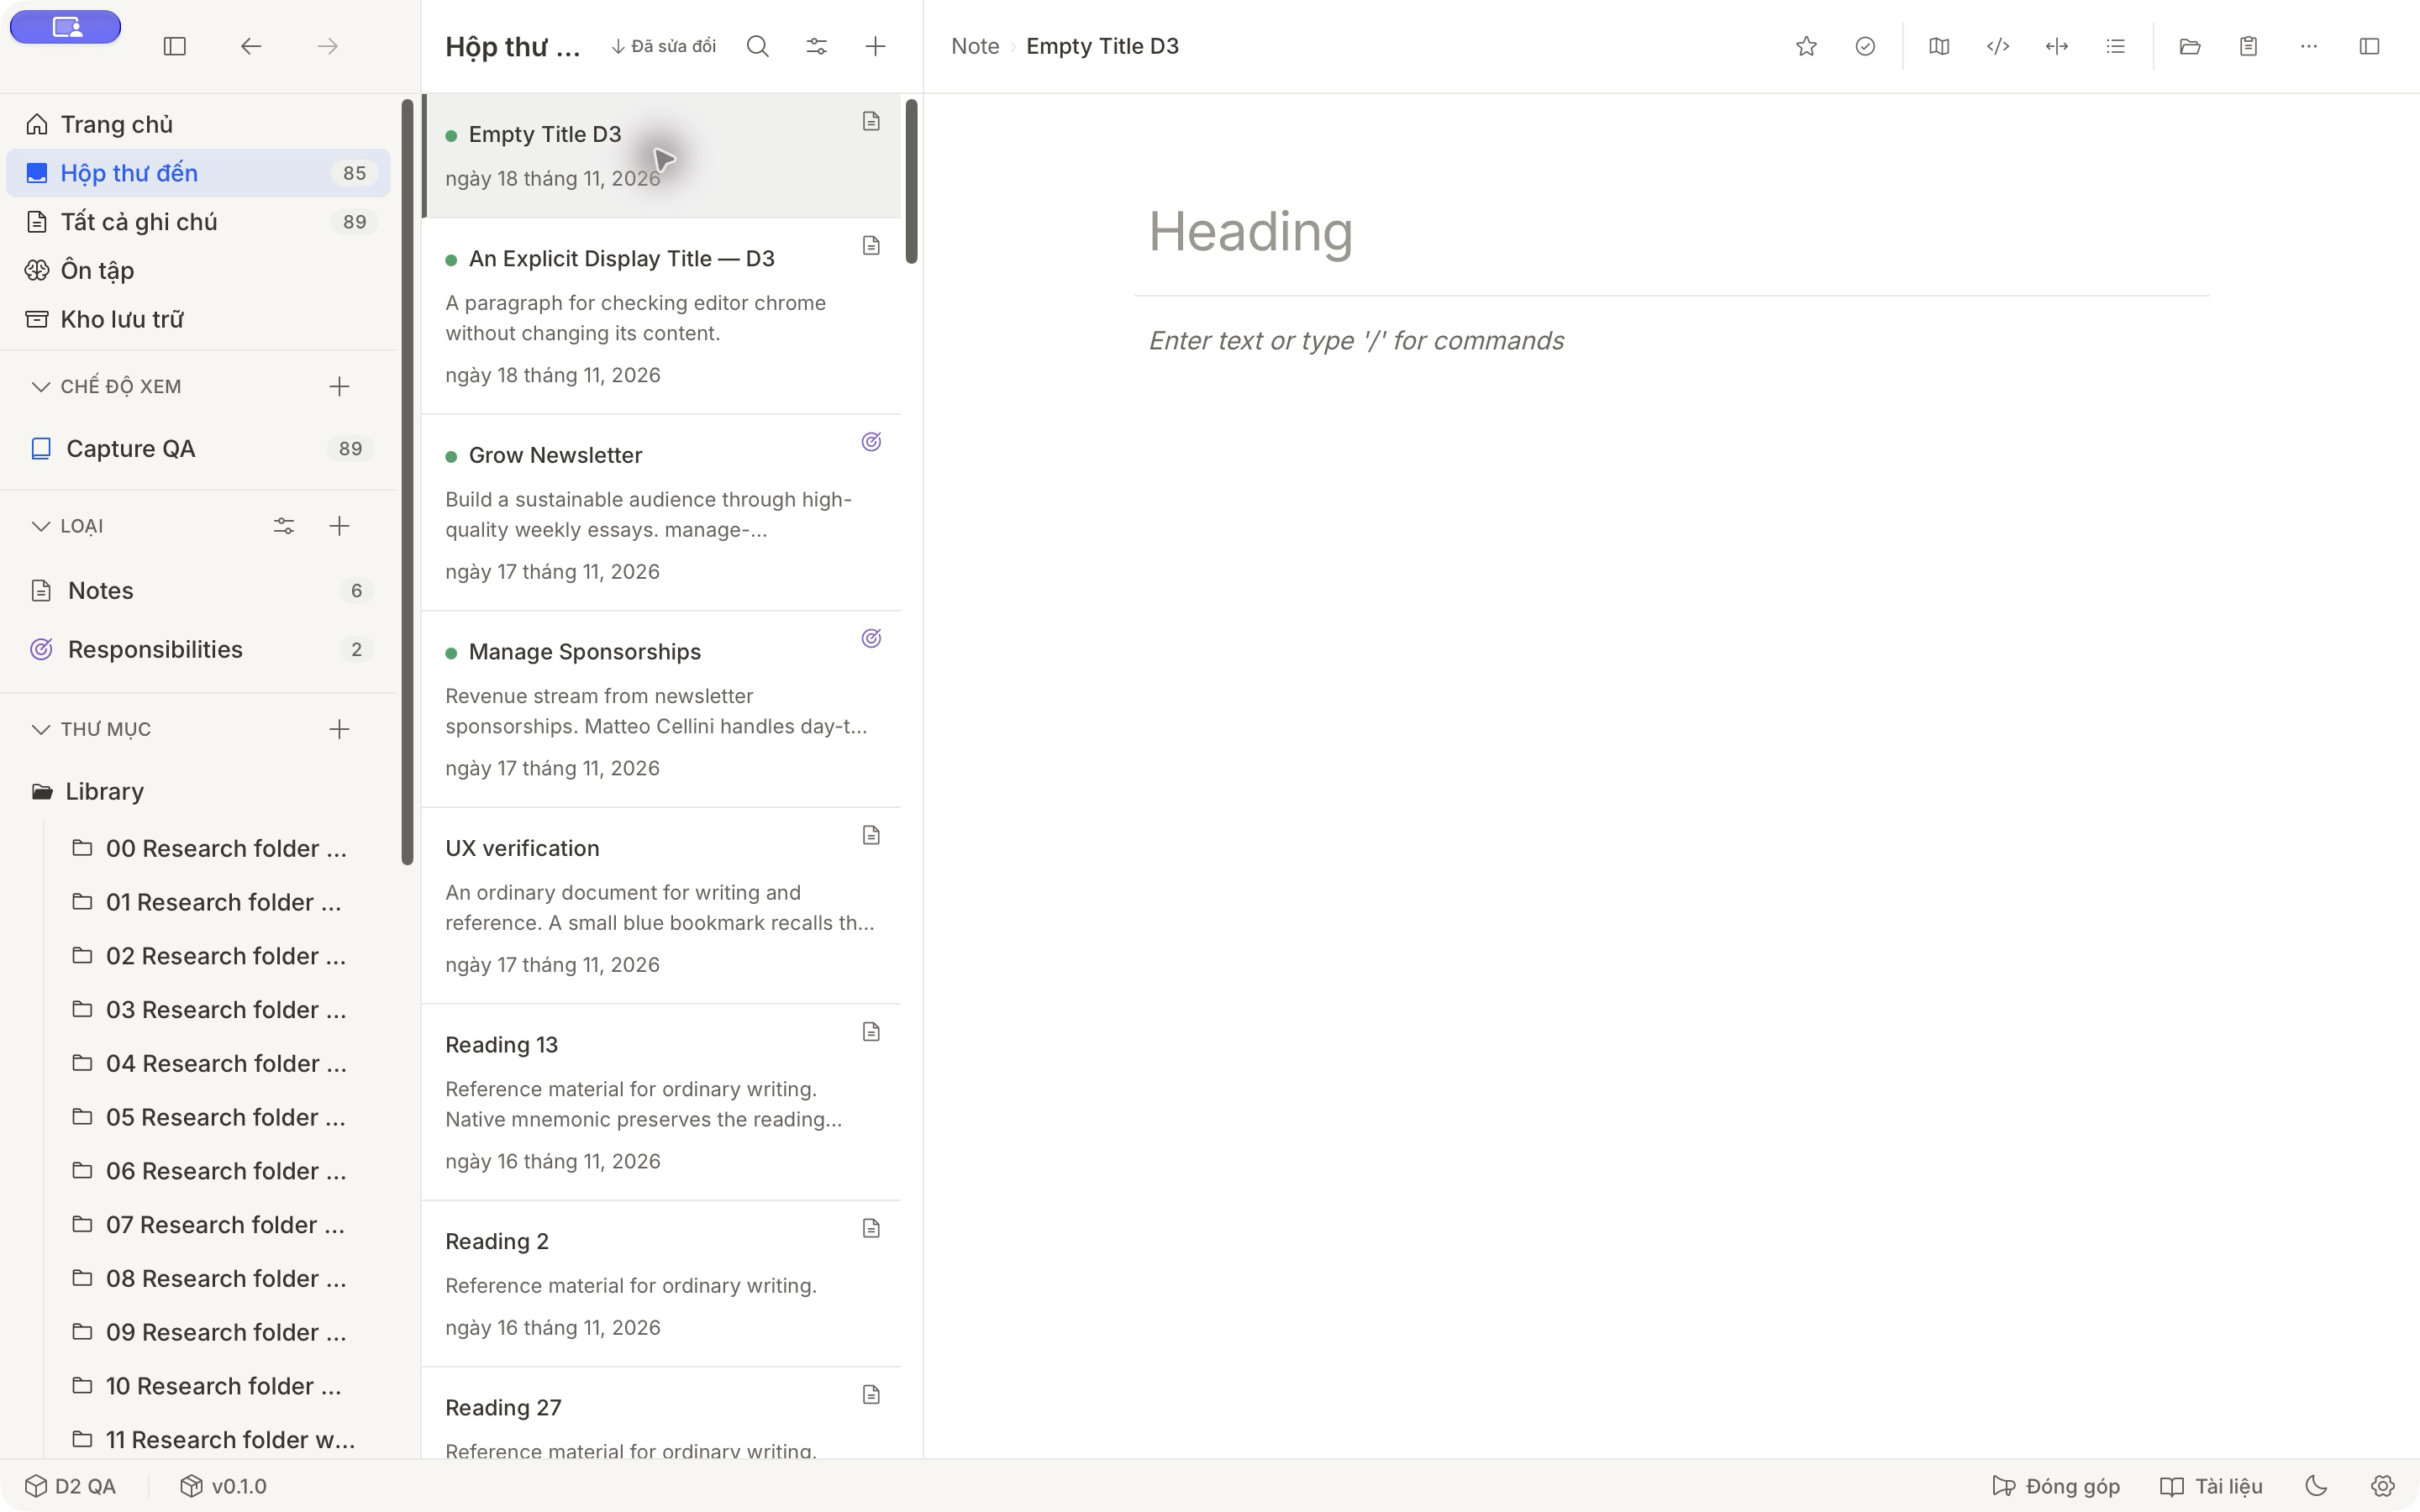 Hộp thư ...
Đã sửa đổi
Note
Empty Title D3
Trang chủ
Hộp thư đến
85
Tất cả ghi chú
89
Ôn tập
Kho lưu trữ
CHẾ ĐỘ XEM
Capture QA
89
LOẠI
Notes
6
Responsibilities
2
THƯ MỤC
Library
00 Research folder ...
01 Research folder ...
02 Research folder ...
03 Research folder ...
04 Research folder ...
05 Research folder ...
06 Research folder ...
07 Research folder ...
08 Research folder ...
09 Research folder ...
10 Research folder ...
11 Research folder w...
Empty Title D3
ngày 18 tháng 11, 2026
An Explicit Display Title — D3
A paragraph for checking editor chrome
without changing its content.
ngày 18 tháng 11, 2026
Grow Newsletter
Build a sustainable audience through high-
quality weekly essays. manage-...
ngày 17 tháng 11, 2026
Manage Sponsorships
Revenue stream from newsletter
sponsorships. Matteo Cellini handles day-t...
ngày 17 tháng 11, 2026
UX verification
An ordinary document for writing and
reference. A small blue bookmark recalls th...
ngày 17 tháng 11, 2026
Reading 13
Reference material for ordinary writing.
Native mnemonic preserves the reading...
ngày 16 tháng 11, 2026
Reading 2
Reference material for ordinary writing.
ngày 16 tháng 11, 2026
Reading 27
Reference material for ordinary writing.
Heading
Enter text or type '/' for commands
D2 QA
v0.1.0
Đóng góp
Tài liệu